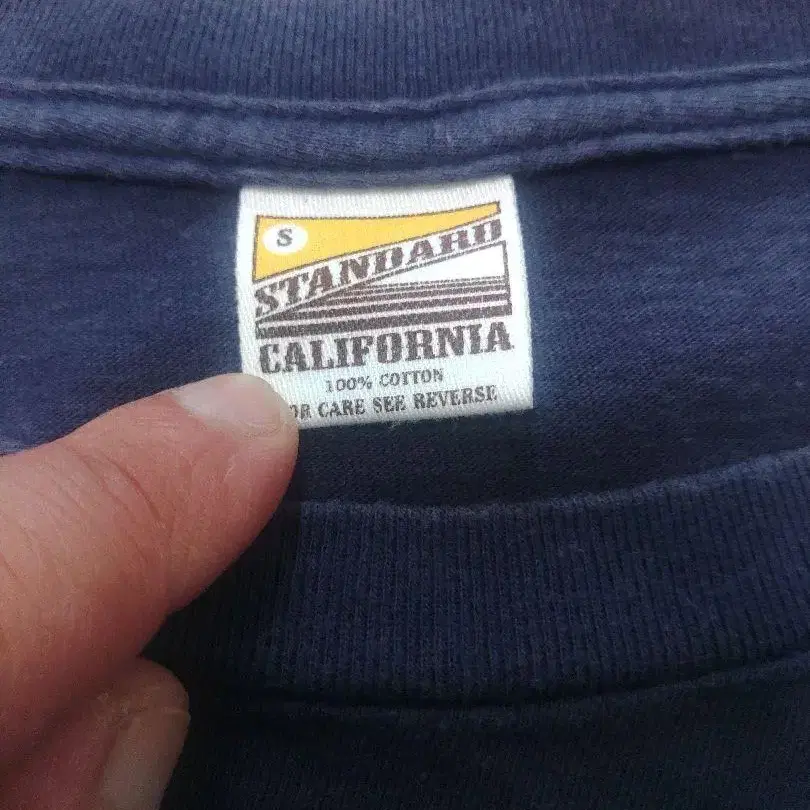 S
STANDARD
CALIFORNIA
100% COTTON
OR CARE SEE REVERSE